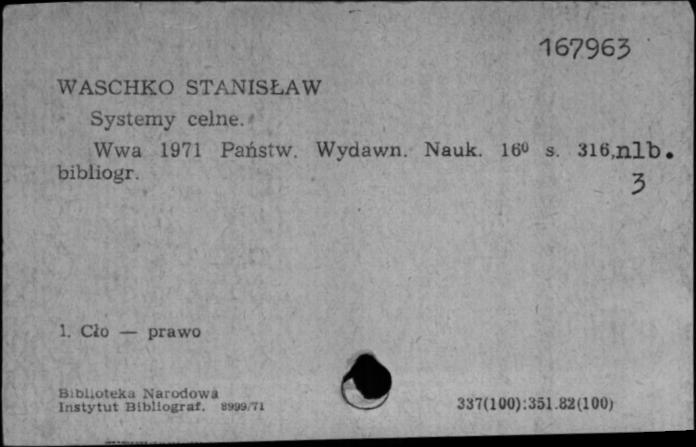 167963
WASCHKO STANISŁAW
Systemy celne.
Wwa 1971 Państw. Wydawn. Nauk. 16⁰ s. 316, nlb.
bibliogr. 3
1. Cło — prawo
Biblioteka Narodowa
Instytut Bibliograf. 8999/71
337(100):351.82(100)